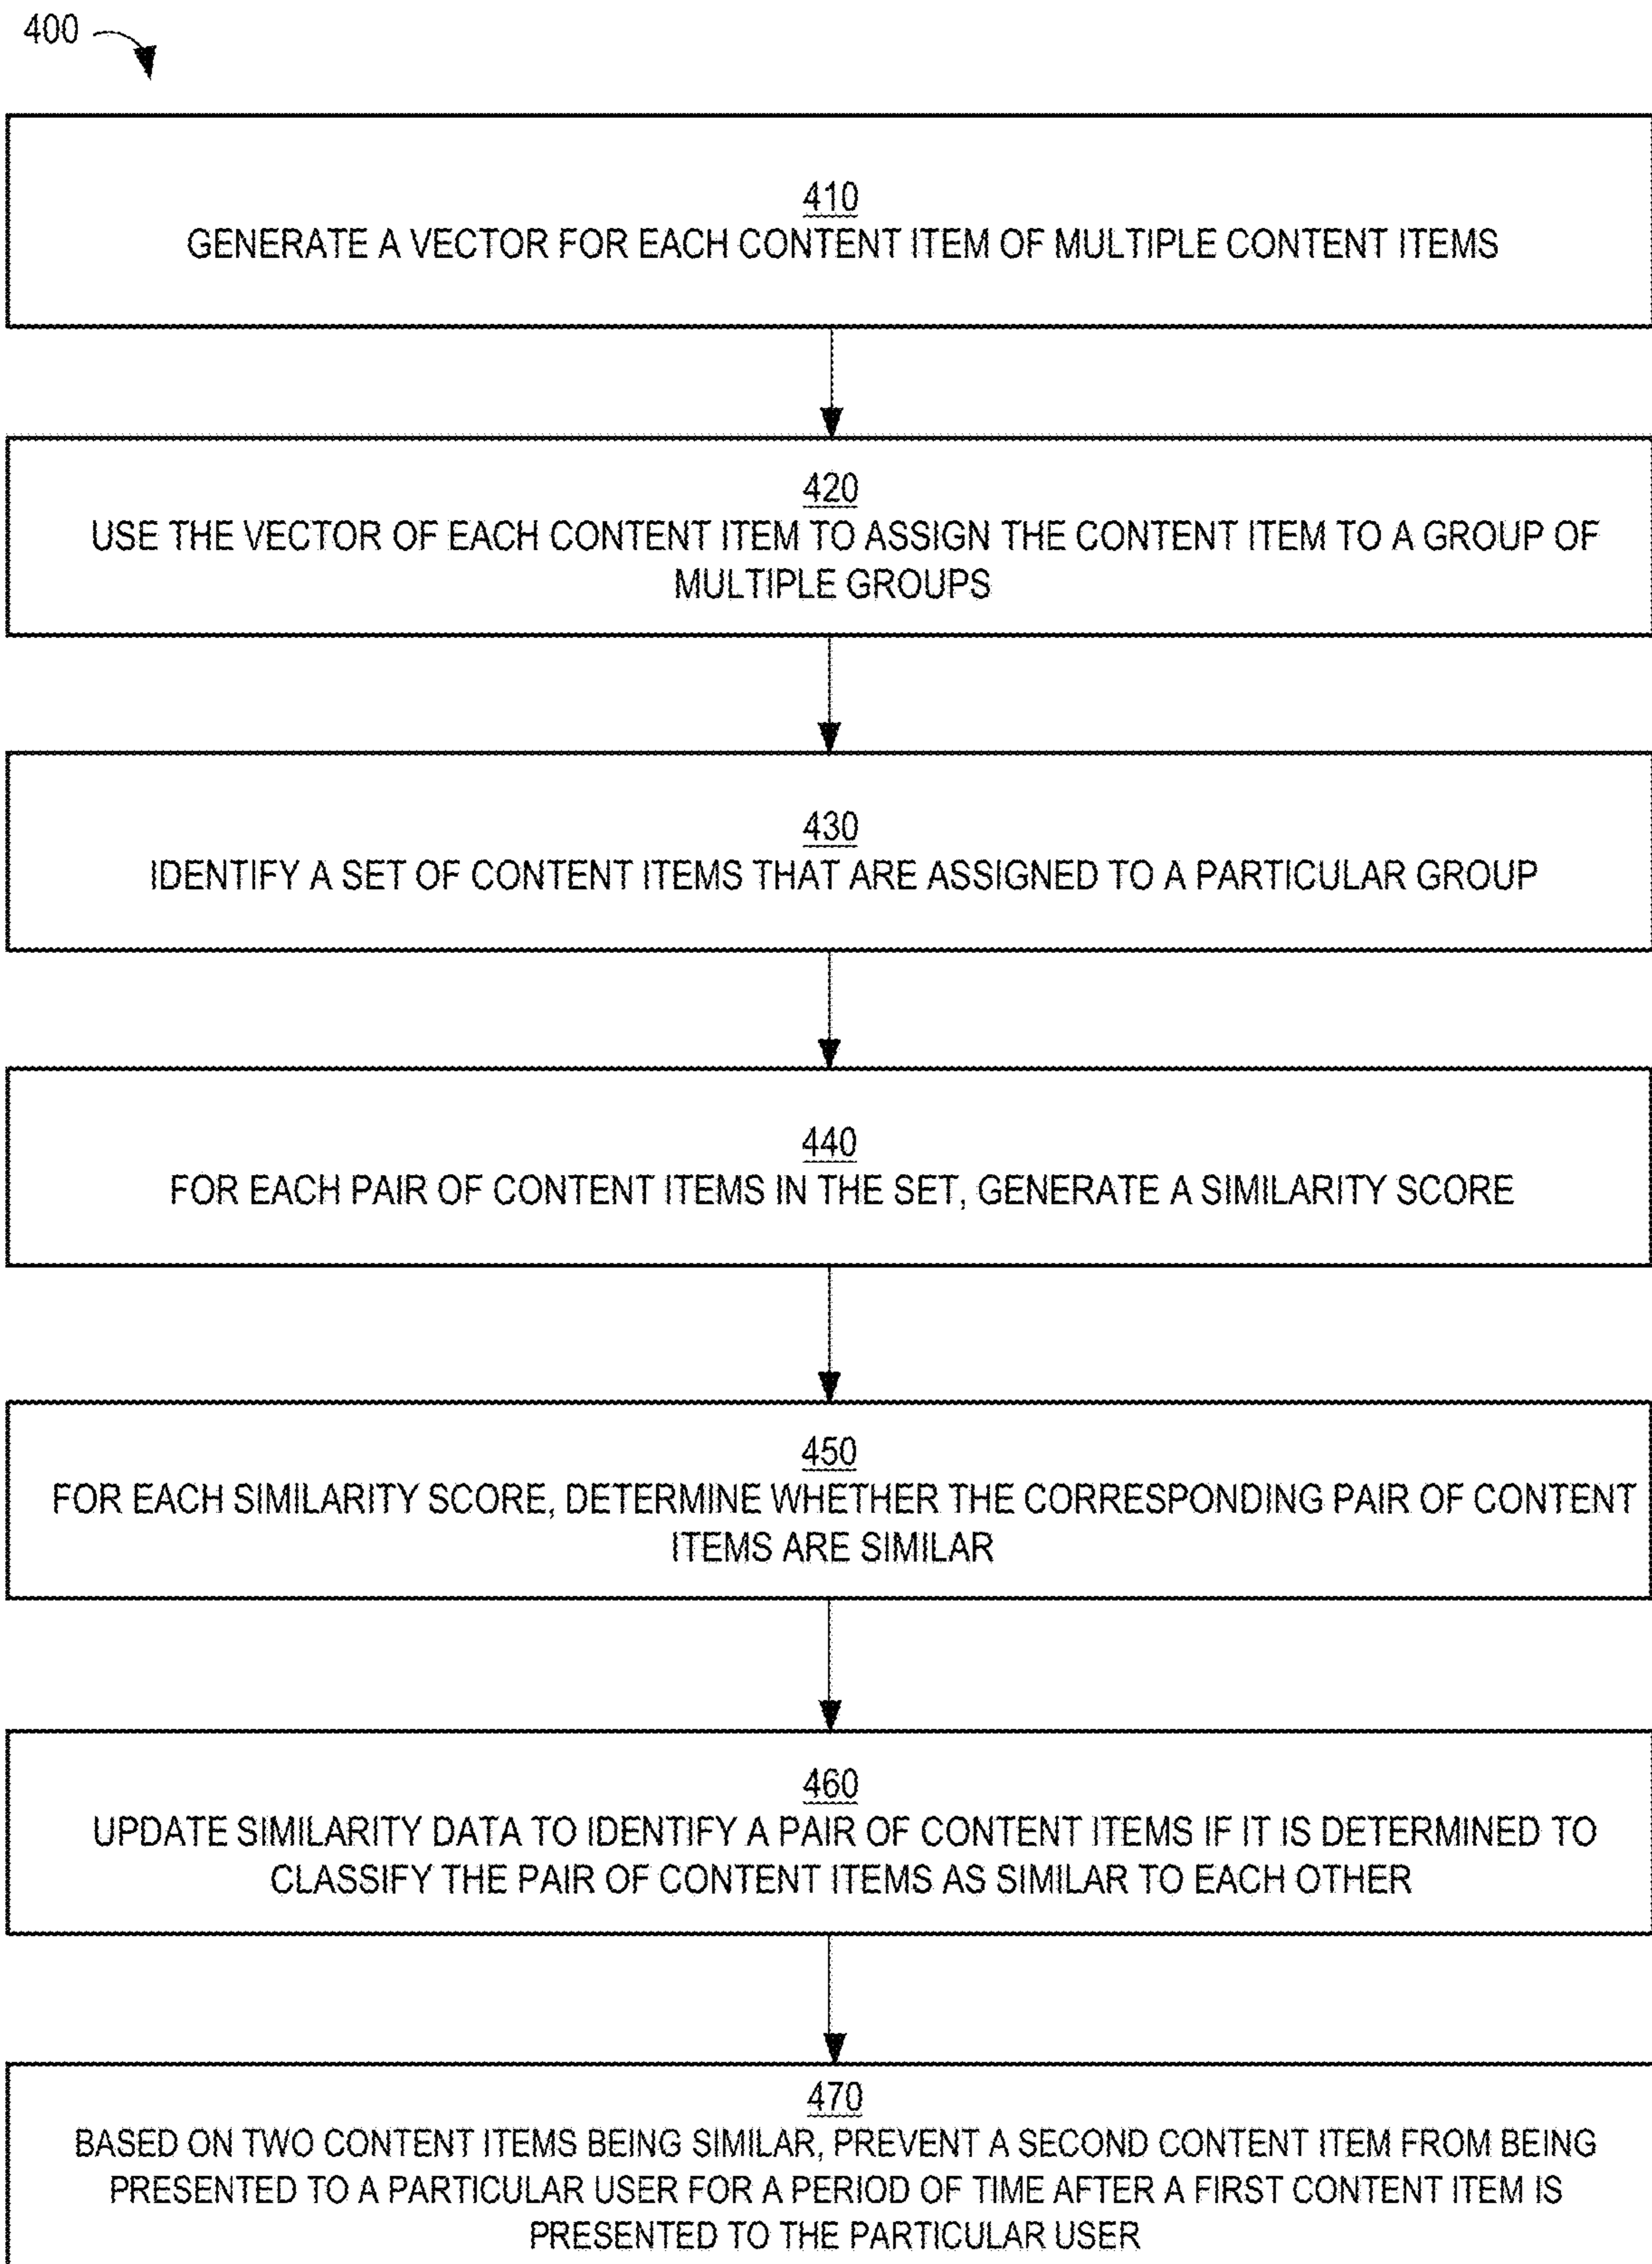 400
410
GENERATE A VECTOR FOR EACH CONTENT ITEM OF MULTIPLE CONTENT ITEMS
420
USE THE VECTOR OF EACH CONTENT ITEM TO ASSIGN THE CONTENT ITEM TO A GROUP OF
MULTIPLE GROUPS
430
IDENTIFY A SET OF CONTENT ITEMS THAT ARE ASSIGNED TO A PARTICULAR GROUP
440
FOR EACH PAIR OF CONTENT ITEMS IN THE SET, GENERATE A SIMILARITY SCORE
450
FOR EACH SIMILARITY SCORE, DETERMINE WHETHER THE CORRESPONDING PAIR OF CONTENT
ITEMS ARE SIMILAR
460
UPDATE SIMILARITY DATA TO IDENTIFY A PAIR OF CONTENT ITEMS IF IT IS DETERMINED TO
CLASSIFY THE PAIR OF CONTENT ITEMS AS SIMILAR TO EACH OTHER
470
BASED ON TWO CONTENT ITEMS BEING SIMILAR, PREVENT A SECOND CONTENT ITEM FROM BEING
PRESENTED TO A PARTICULAR USER FOR A PERIOD OF TIME AFTER A FIRST CONTENT ITEM IS
PRESENTED TO THE PARTICULAR USER